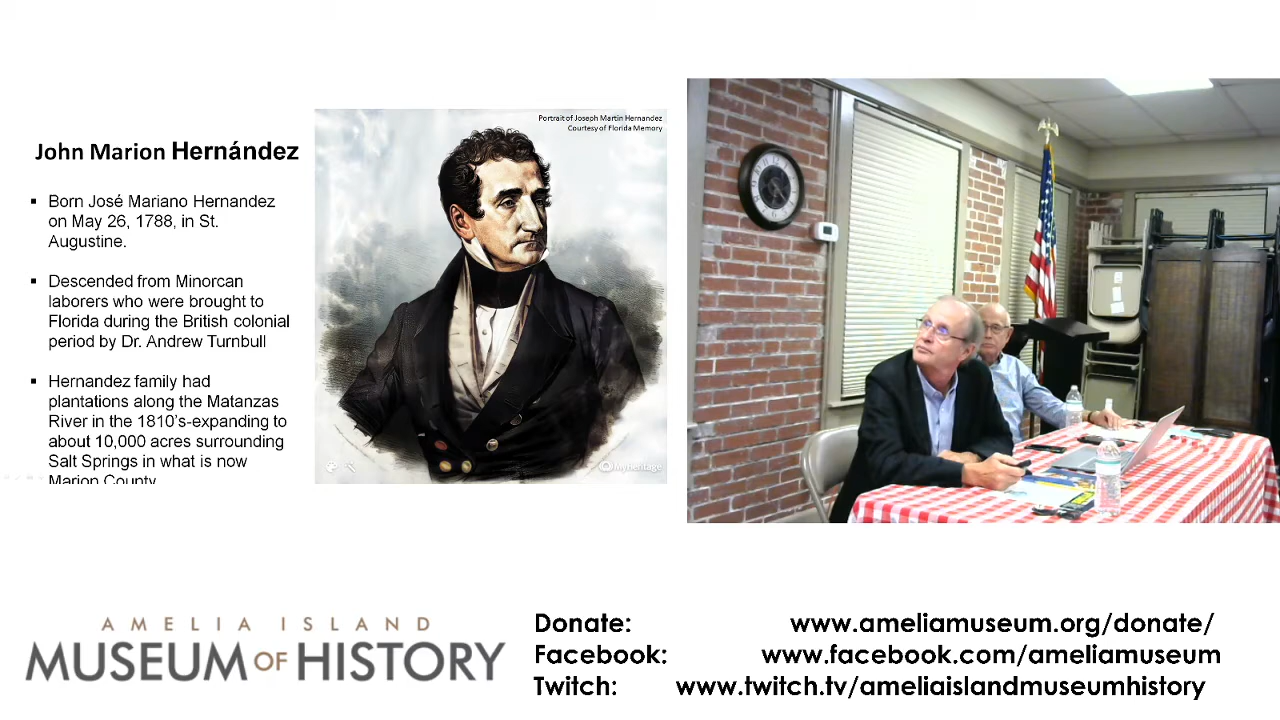 John Marion Hernández
▪ Born José Mariano Hernandez
on May 26, 1788, in St.
Augustine.
▪ Descended from Minorcan
laborers who were brought to
Florida during the British colonial
period by Dr. Andrew Turnbull
▪ Hernandez family had
plantations along the Matanzas
River in the 1810's-expanding to
about 10,000 acres surrounding
Salt Springs in what is now
Marion County
Portrait of Joseph Martin Hernandez
Courtesy of Florida Memory
MyHeritage
AMELIA ISLAND
MUSEUM OF HISTORY
Donate: www.ameliamuseum.org/donate/
Facebook: www.facebook.com/ameliamuseum
Twitch: www.twitch.tv/ameliaislandmuseumhistory